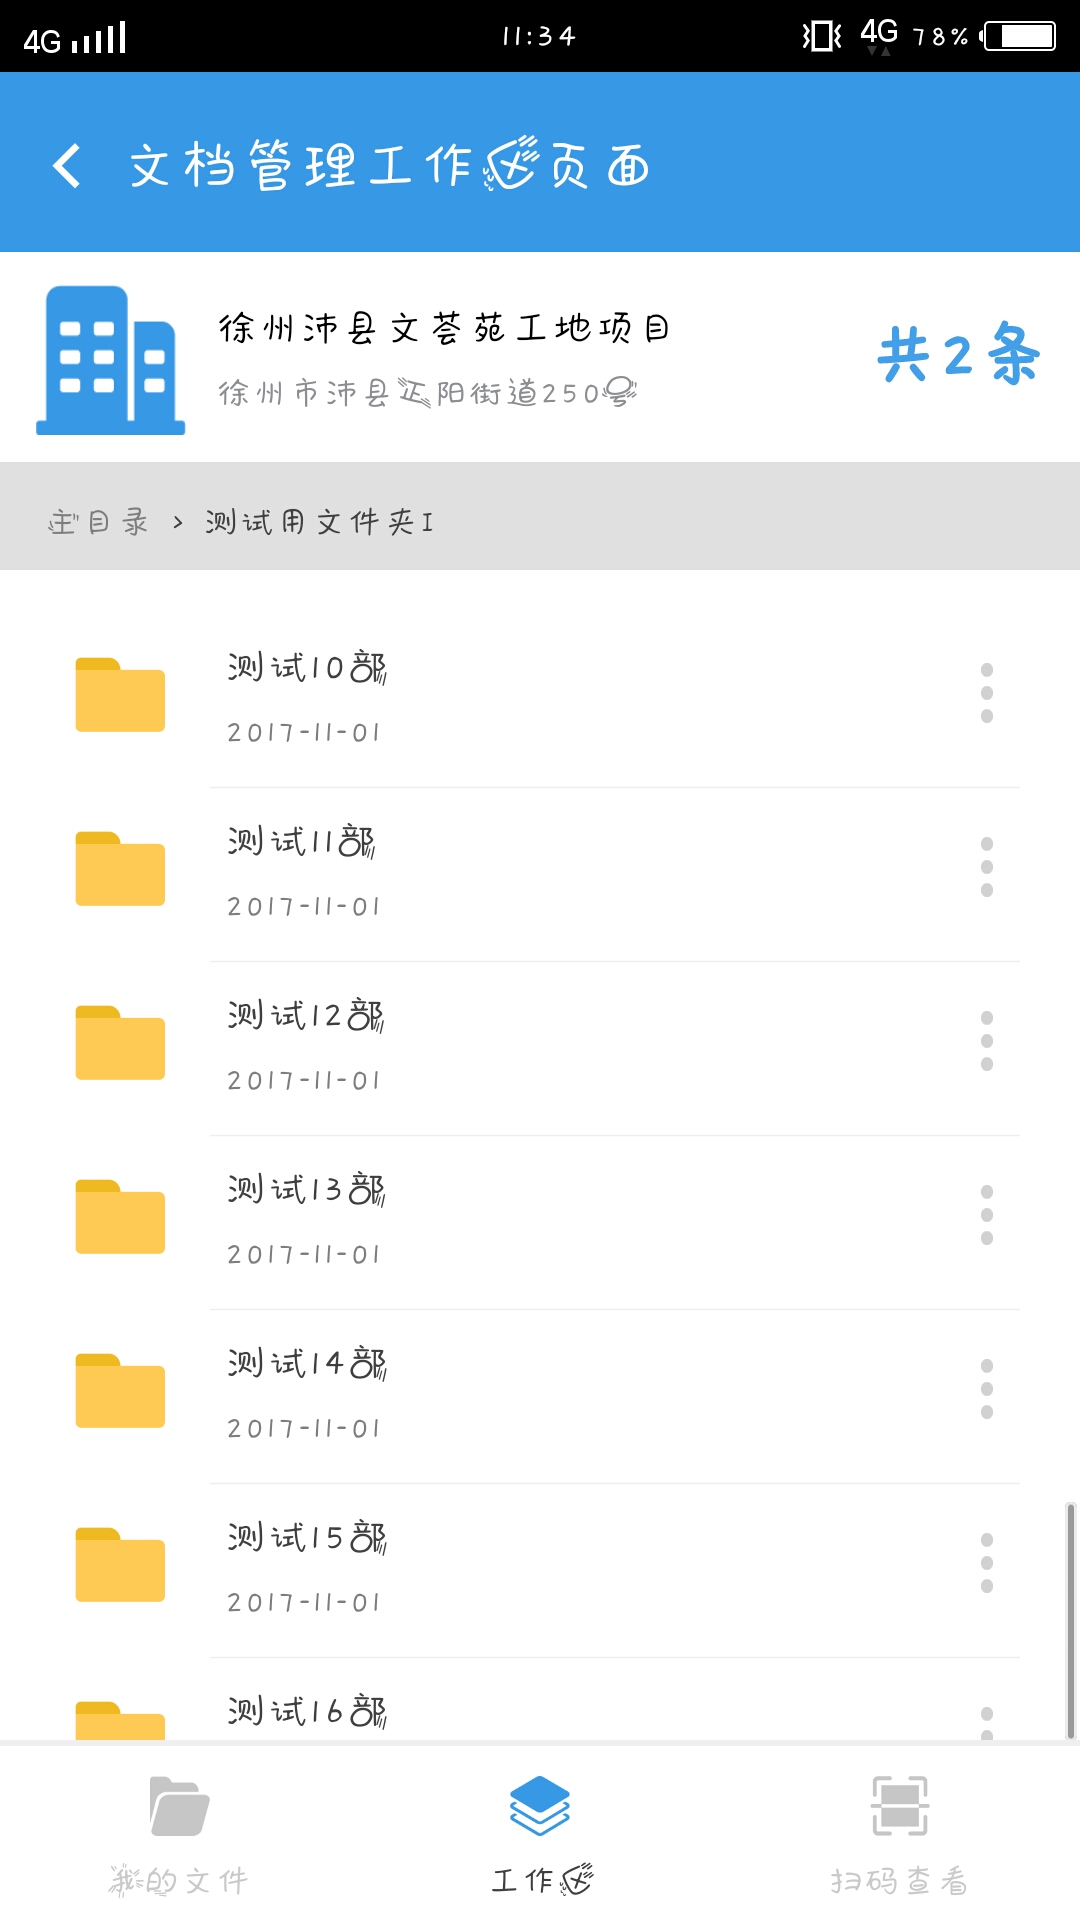 4G 11:34 4G 78%
文档管理工作区页面
徐州沛县文荟苑工地项目
徐州市沛县正阳街道250号
共2条
主目录 > 测试用文件夹I
测试10部
2017-11-01
测试11部
2017-11-01
测试12部
2017-11-01
测试13部
2017-11-01
测试14部
2017-11-01
测试15部
2017-11-01
测试16部
我的文件 工作区 扫码查看